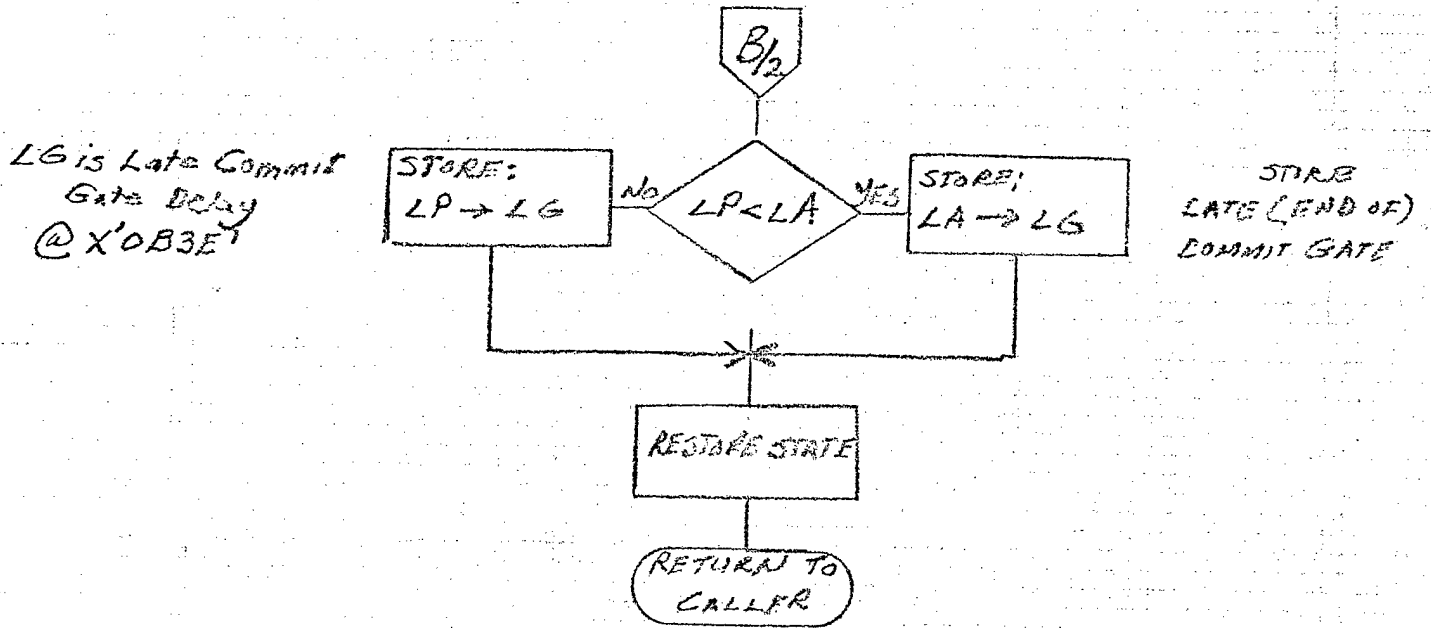 B/2
LG is Late Commit
Gate Delay
@ X'0B3E'
STORE:
LP → LG
NO
LP < LA
YES
STORE;
LA → LG
STORE
LATE (END OF)
COMMIT GATE
RESTORE STATE
RETURN TO
CALLER